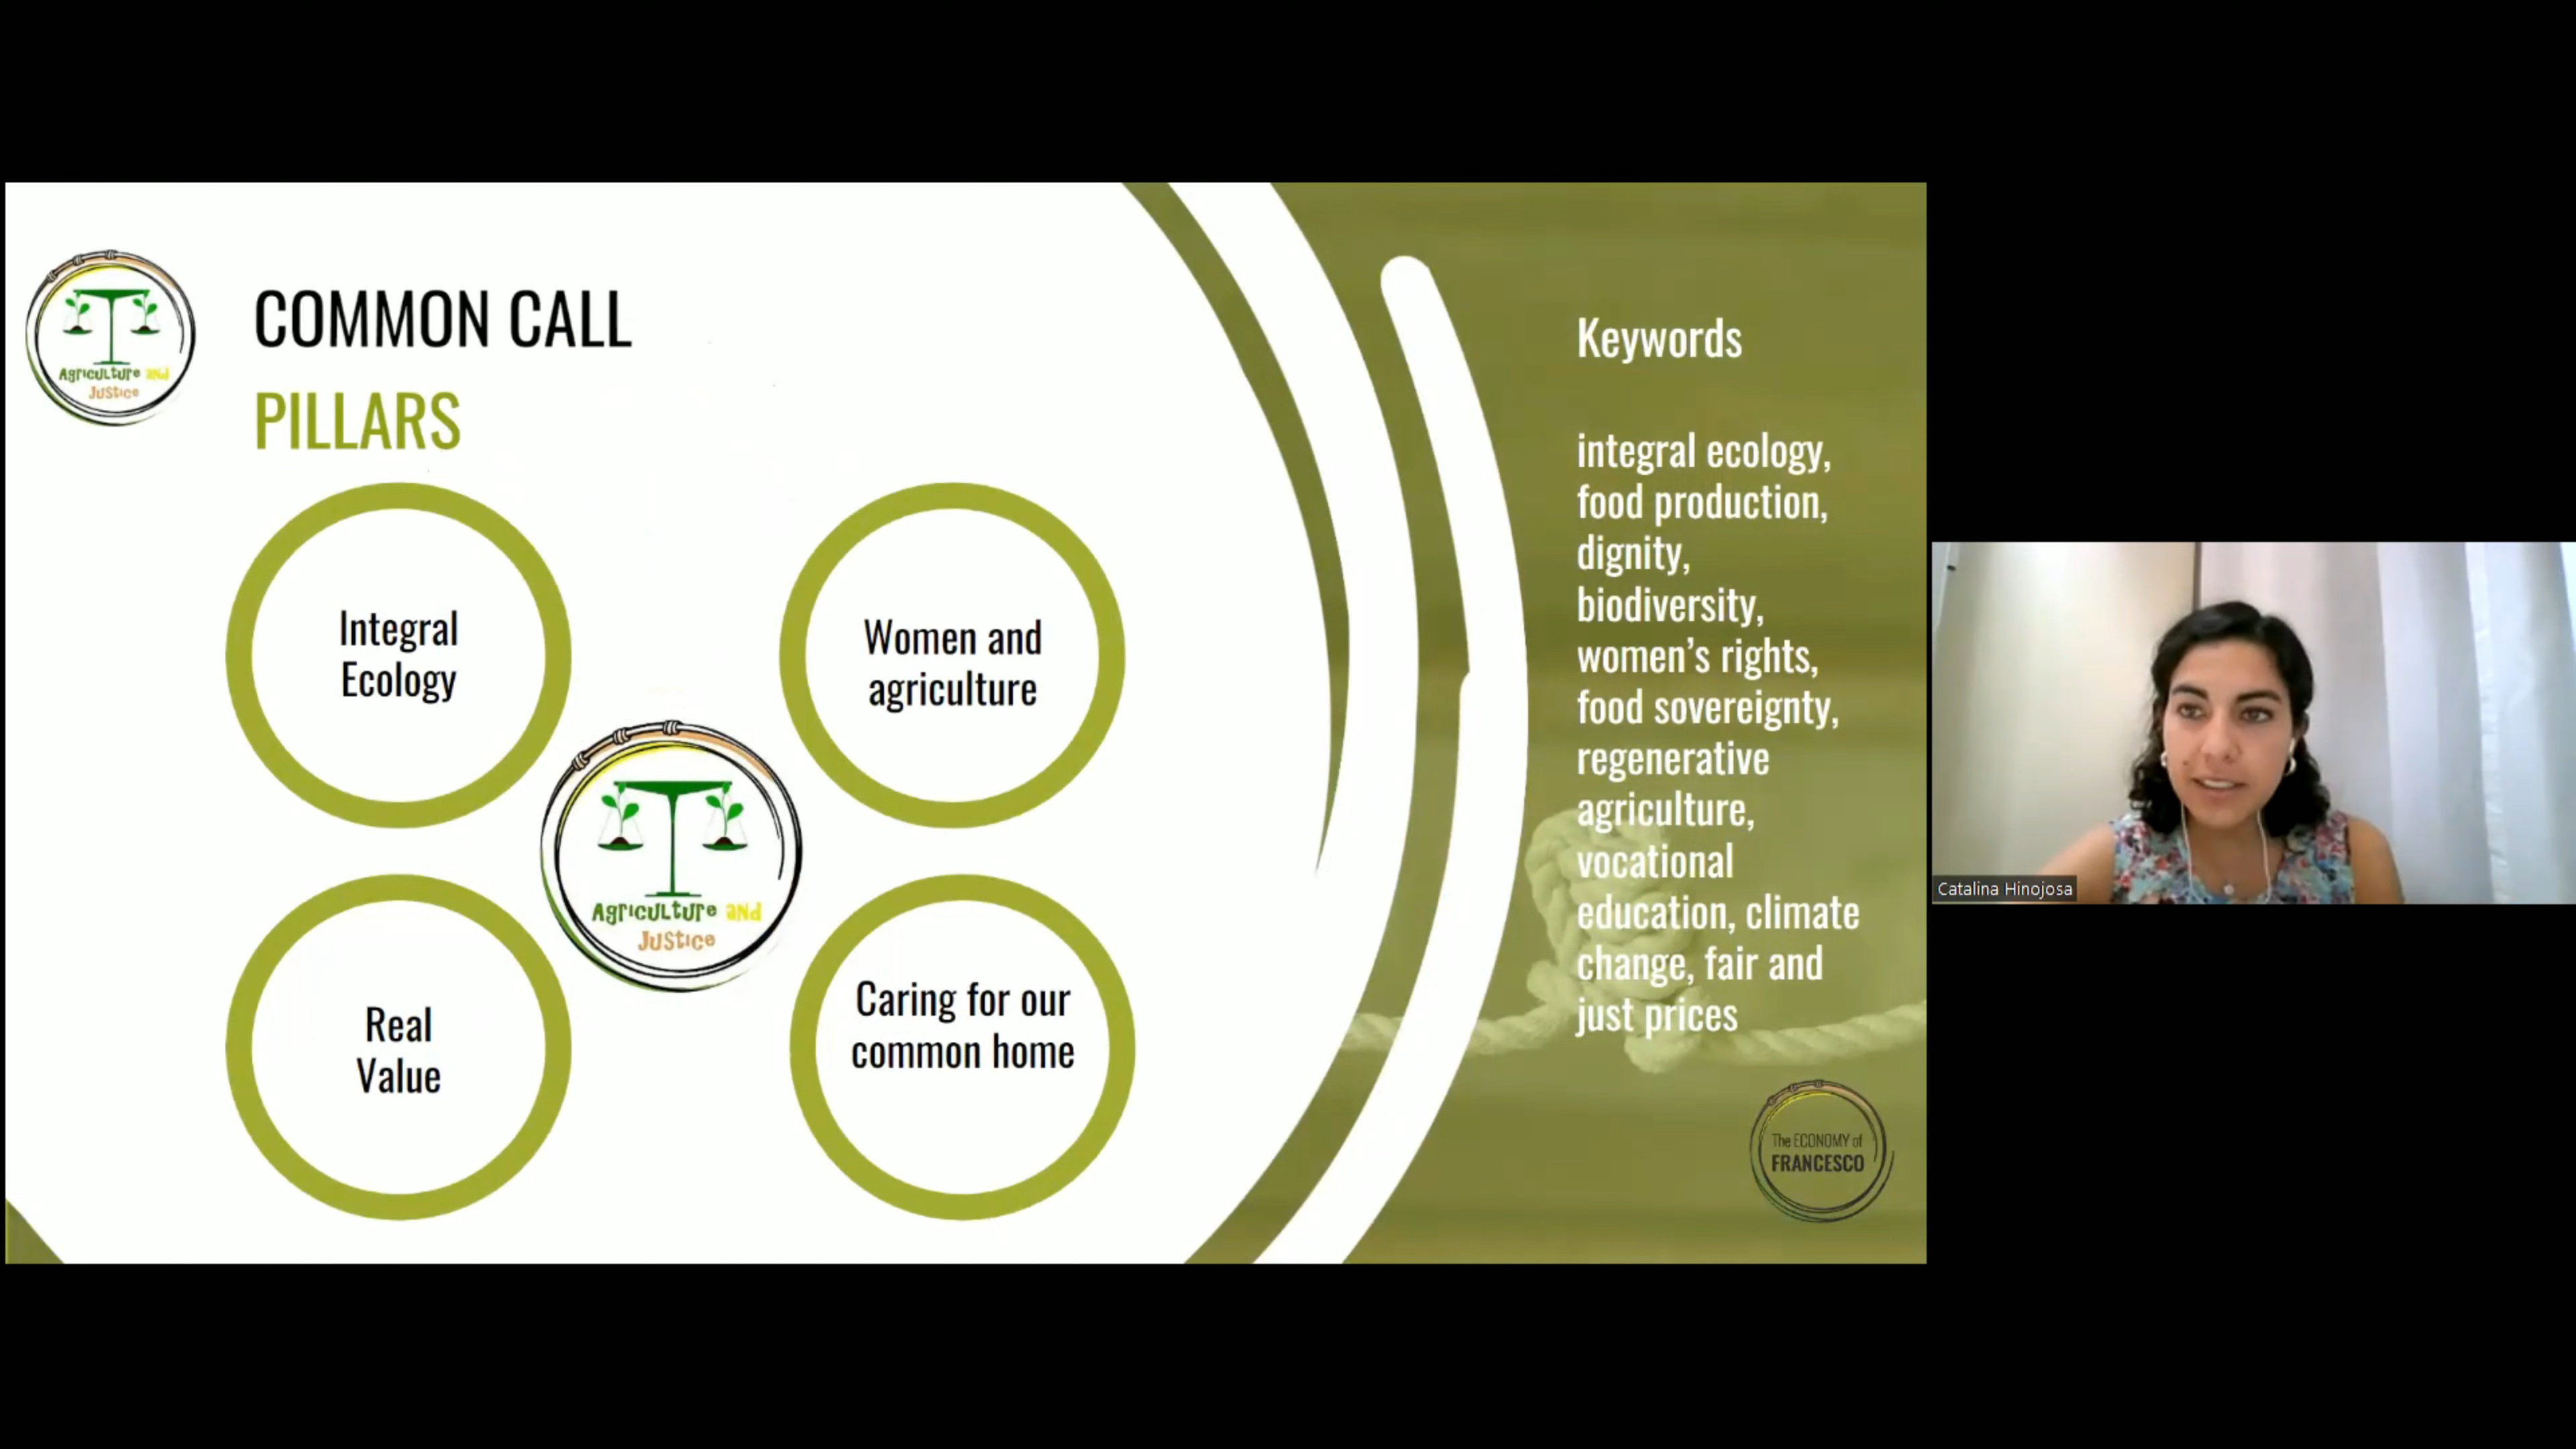 Agriculture and
Justice
COMMON CALL
PILLARS
Integral
Ecology
Women and
agriculture
Agriculture and
Justice
Real
Value
Caring for our
common home
Keywords
integral ecology,
food production,
dignity,
biodiversity,
women’s rights,
food sovereignty,
regenerative
agriculture,
vocational
education, climate
change, fair and
just prices
The ECONOMY of
FRANCESCO
Catalina Hinojosa